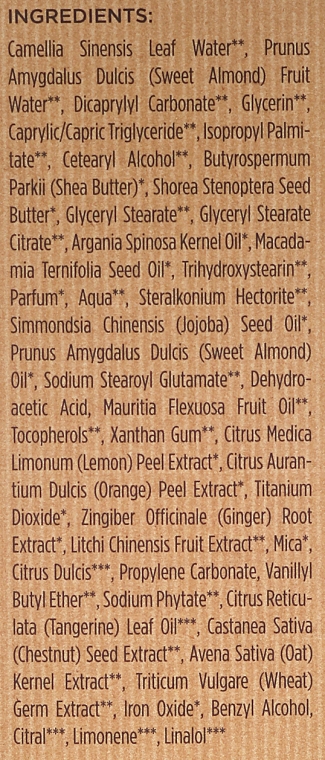 INGREDIENTS:
Camellia Sinensis Leaf Water**, Prunus
Amygdalus Dulcis (Sweet Almond) Fruit
Water**, Dicaprylyl Carbonate**, Glycerin**,
Caprylic/Capric Triglyceride**, Isopropyl Palmi-
tate**, Cetearyl Alcohol**, Butyrospermum
Parkii (Shea Butter)*, Shorea Stenoptera Seed
Butter*, Glyceryl Stearate**, Glyceryl Stearate
Citrate**, Argania Spinosa Kernel Oil*, Macada-
mia Ternifolia Seed Oil*, Trihydroxystearin**,
Parfum*, Aqua**, Steralkonium Hectorite**,
Simmondsia Chinensis (Jojoba) Seed Oil*,
Prunus Amygdalus Dulcis (Sweet Almond)
Oil*, Sodium Stearoyl Glutamate**, Dehydro-
acetic Acid, Mauritia Flexuosa Fruit Oil**,
Tocopherols**, Xanthan Gum**, Citrus Medica
Limonum (Lemon) Peel Extract*, Citrus Auran-
tium Dulcis (Orange) Peel Extract*, Titanium
Dioxide*, Zingiber Officinale (Ginger) Root
Extract*, Litchi Chinensis Fruit Extract**, Mica*,
Citrus Dulcis***, Propylene Carbonate, Vanillyl
Butyl Ether**, Sodium Phytate**, Citrus Reticu-
lata (Tangerine) Leaf Oil***, Castanea Sativa
(Chestnut) Seed Extract**, Avena Sativa (Oat)
Kernel Extract**, Triticum Vulgare (Wheat)
Germ Extract**, Iron Oxide*, Benzyl Alcohol,
Citral***, Limonene***, Linalol***